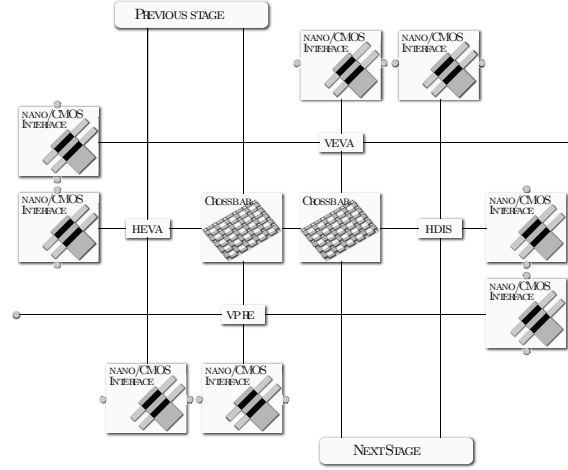 PREVIOUS STAGE
NANO/CMOS
INTERFACE
NANO/CMOS
INTERFACE
NANO/CMOS
INTERFACE
VEVA
NANO/CMOS
INTERFACE
CROSSBAR
CROSSBAR
NANO/CMOS
INTERFACE
HEVA
HDIS
NANO/CMOS
INTERFACE
VPRE
NANO/CMOS
INTERFACE
NANO/CMOS
INTERFACE
NEXT STAGE